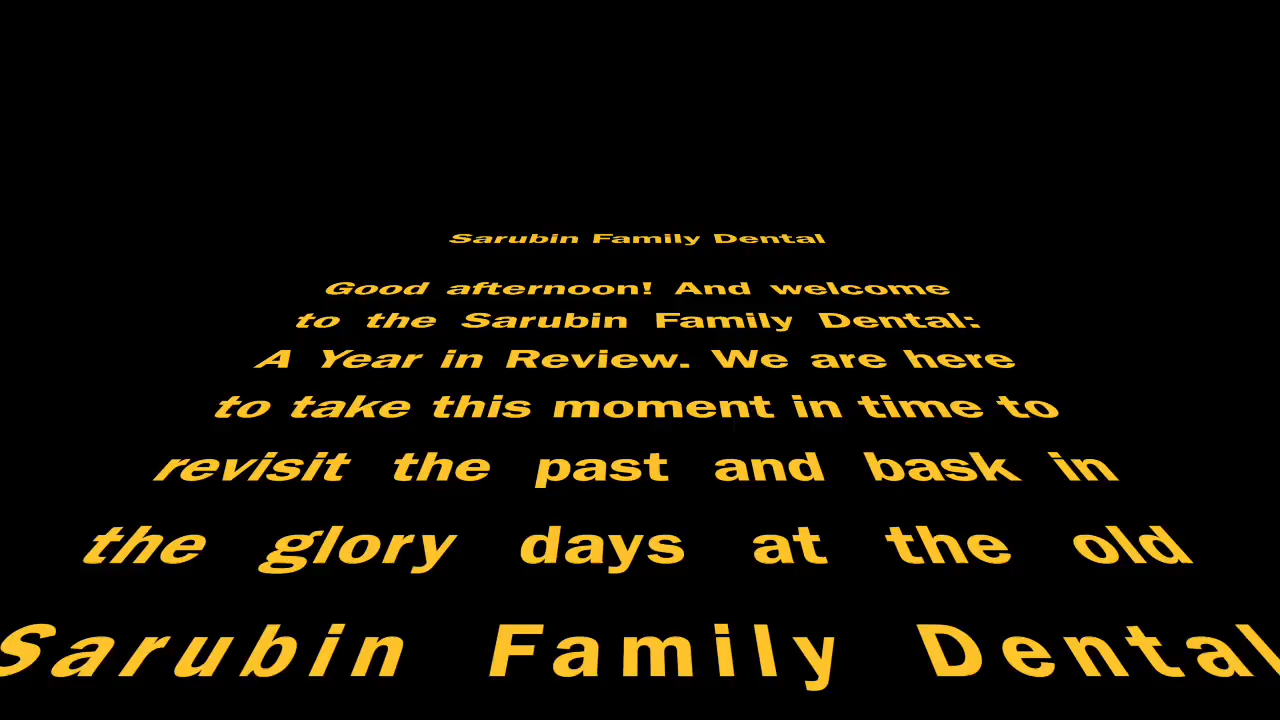 Sarubin Family Dental
Good afternoon! And welcome
to the Sarubin Family Dental:
A Year in Review. We are here
to take this moment in time to
revisit the past and bask in
the glory days at the old
Sarubin Family Dental